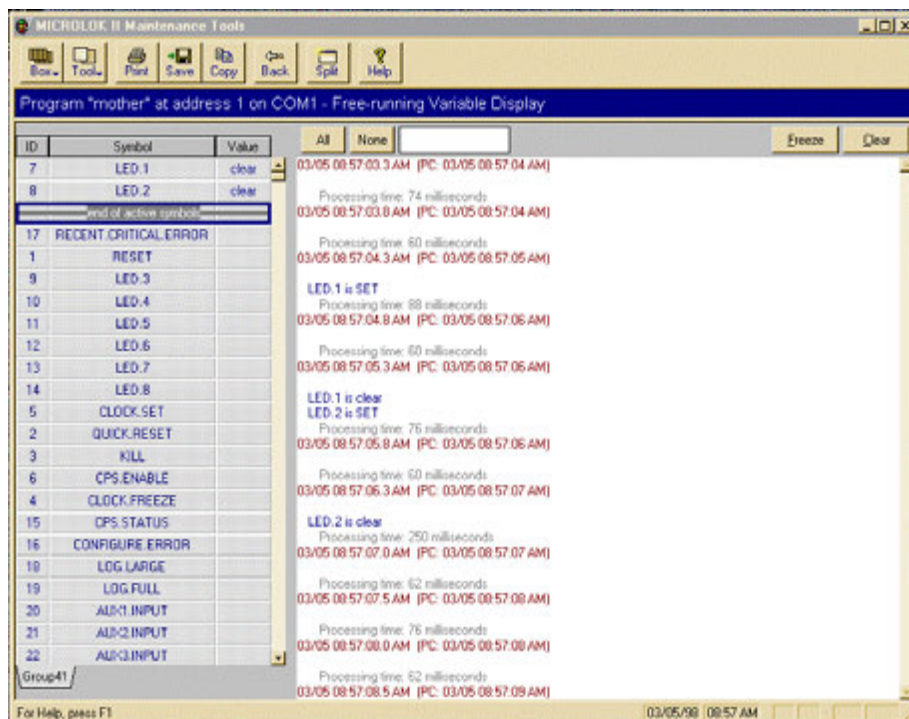 MICROLOK II Maintenance Tools
Box Tool Print Save Copy Back Split Help
Program "mother" at address 1 on COM1 - Free-running Variable Display
All None Freeze Clear
ID Symbol Value
7 LED.1 clear
8 LED.2 clear
end of active symbols
17 RECENT.CRITICAL.ERROR
1 RESET
9 LED.3
10 LED.4
11 LED.5
12 LED.6
13 LED.7
14 LED.8
5 CLOCK.SET
2 QUICK.RESET
3 KILL
6 CPS.ENABLE
4 CLOCK.FREEZE
15 CPS.STATUS
16 CONFIGURE.ERROR
18 LOG.LARGE
19 LOG.FULL
20 AUX1.INPUT
21 AUX2.INPUT
22 AUX3.INPUT
Group41
03/05 08:57:03.3 AM (PC: 03/05 08:57:04 AM)
Processing time: 74 milliseconds
03/05 08:57:03.8 AM (PC: 03/05 08:57:04 AM)
Processing time: 60 milliseconds
03/05 08:57:04.3 AM (PC: 03/05 08:57:05 AM)
LED.1 is SET
Processing time: 88 milliseconds
03/05 08:57:04.8 AM (PC: 03/05 08:57:06 AM)
Processing time: 60 milliseconds
03/05 08:57:05.3 AM (PC: 03/05 08:57:06 AM)
LED.1 is clear
LED.2 is SET
Processing time: 76 milliseconds
03/05 08:57:05.8 AM (PC: 03/05 08:57:06 AM)
Processing time: 60 milliseconds
03/05 08:57:06.3 AM (PC: 03/05 08:57:07 AM)
LED.2 is clear
Processing time: 250 milliseconds
03/05 08:57:07.0 AM (PC: 03/05 08:57:07 AM)
Processing time: 62 milliseconds
03/05 08:57:07.5 AM (PC: 03/05 08:57:08 AM)
Processing time: 76 milliseconds
03/05 08:57:08.0 AM (PC: 03/05 08:57:08 AM)
Processing time: 62 milliseconds
03/05 08:57:08.5 AM (PC: 03/05 08:57:09 AM)
For Help, press F1
03/05/98 08:57 AM